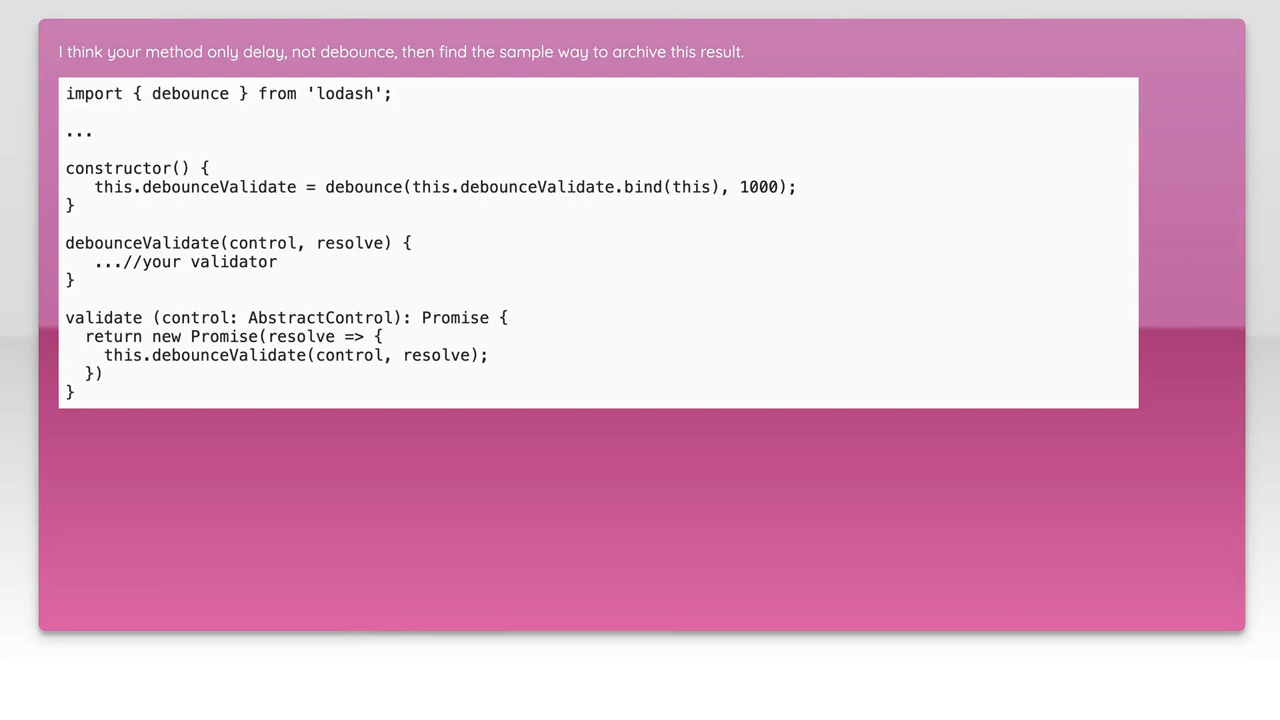 I think your method only delay, not debounce, then find the sample way to archive this result.
import { debounce } from 'lodash';
...
constructor() {
   this.debounceValidate = debounce(this.debounceValidate.bind(this), 1000);
}
debounceValidate(control, resolve) {
   ...//your validator
}
validate (control: AbstractControl): Promise {
  return new Promise(resolve => {
    this.debounceValidate(control, resolve);
  })
}